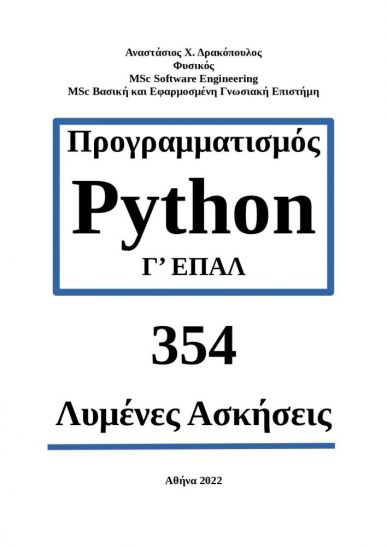 Αναστάσιος Χ. Δρακόπουλος
Φυσικός
MSc Software Engineering
MSc Βασική και Εφαρμοσμένη Γνωσιακή Επιστήμη
Προγραμματισμός
Python
Γ’ ΕΠΑΛ
354
Λυμένες Ασκήσεις
Αθήνα 2022